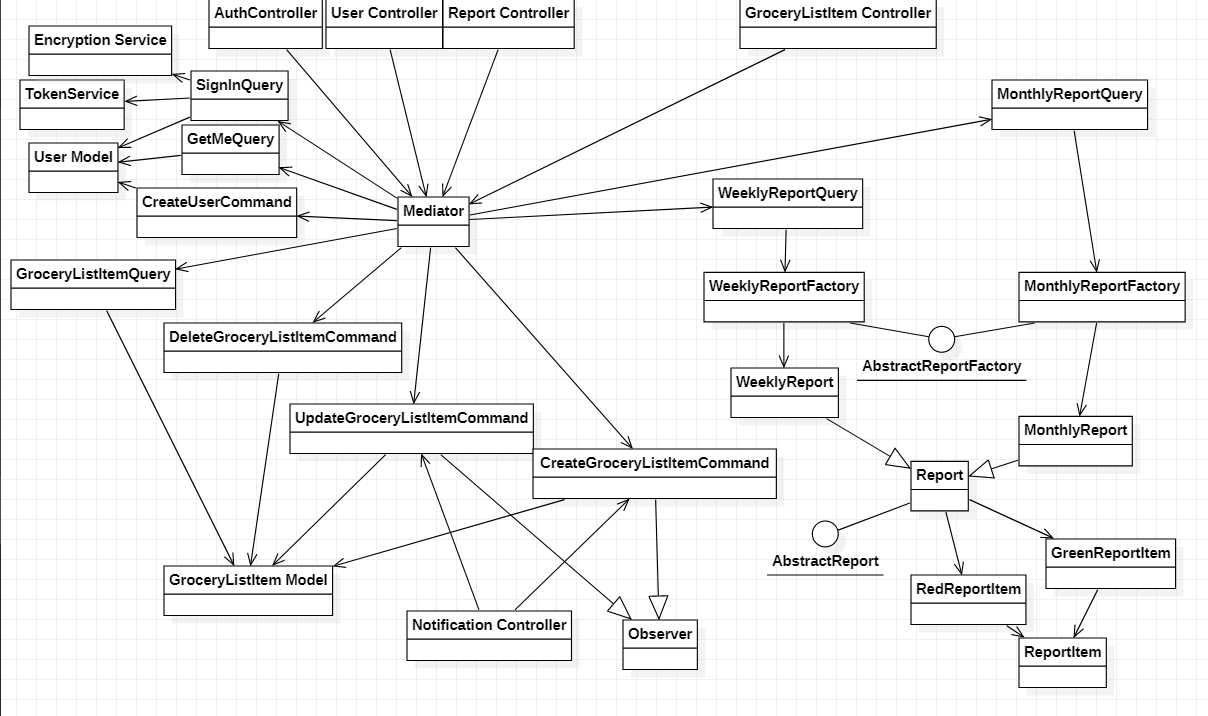 AuthController
User Controller
Report Controller
GroceryListItem Controller
Encryption Service
SignInQuery
TokenService
MonthlyReportQuery
GetMeQuery
User Model
WeeklyReportQuery
CreateUserCommand
Mediator
GroceryListItemQuery
WeeklyReportFactory
MonthlyReportFactory
DeleteGroceryListItemCommand
AbstractReportFactory
WeeklyReport
UpdateGroceryListItemCommand
MonthlyReport
CreateGroceryListItemCommand
Report
AbstractReport
GreenReportItem
GroceryListItem Model
RedReportItem
Notification Controller
Observer
ReportItem